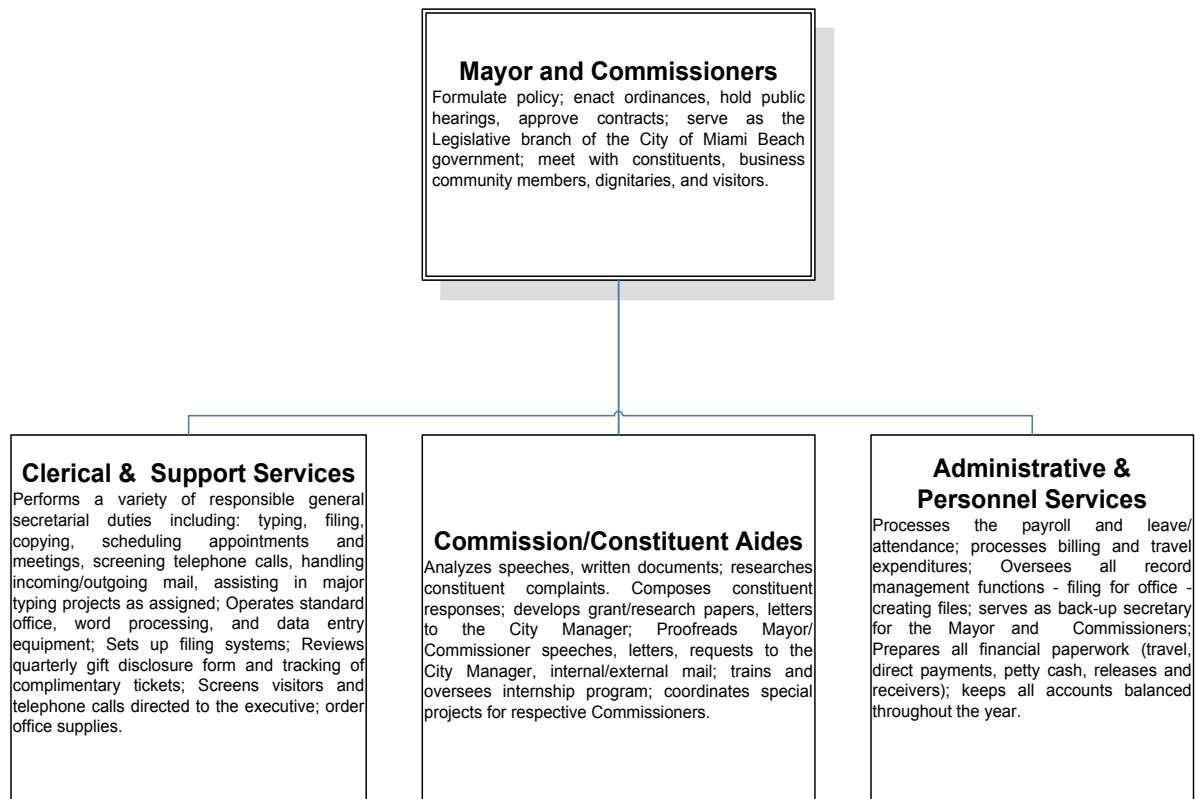 Mayor and Commissioners
Formulate policy; enact ordinances, hold public
hearings, approve contracts; serve as the
Legislative branch of the City of Miami Beach
government; meet with constituents, business
community members, dignitaries, and visitors.
Clerical & Support Services
Performs a variety of responsible general
secretarial duties including: typing, filing,
copying, scheduling appointments and
meetings, screening telephone calls, handling
incoming/outgoing mail, assisting in major
typing projects as assigned; Operates standard
office, word processing, and data entry
equipment; Sets up filing systems; Reviews
quarterly gift disclosure form and tracking of
complimentary tickets; Screens visitors and
telephone calls directed to the executive; order
office supplies.
Commission/Constituent Aides
Analyzes speeches, written documents; researches
constituent complaints. Composes constituent
responses; develops grant/research papers, letters
to the City Manager; Proofreads Mayor/
Commissioner speeches, letters, requests to the
City Manager, internal/external mail; trains and
oversees internship program; coordinates special
projects for respective Commissioners.
Administrative &
Personnel Services
Processes the payroll and leave/
attendance; processes billing and travel
expenditures; Oversees all record
management functions - filing for office -
creating files; serves as back-up secretary
for the Mayor and Commissioners;
Prepares all financial paperwork (travel,
direct payments, petty cash, releases and
receivers); keeps all accounts balanced
throughout the year.